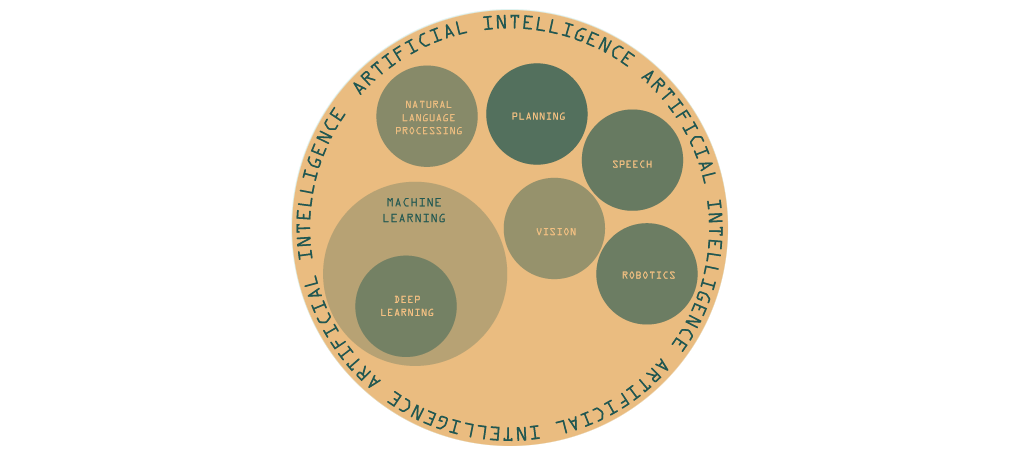 ARTIFICIAL INTELLIGENCE ARTIFICIAL INTELLIGENCE ARTIFICIAL INTELLIGENCE ARTIFICIAL INTELLIGENCE
NATURAL
LANGUAGE
PROCESSING
PLANNING
SPEECH
MACHINE
LEARNING
VISION
ROBOTICS
DEEP
LEARNING